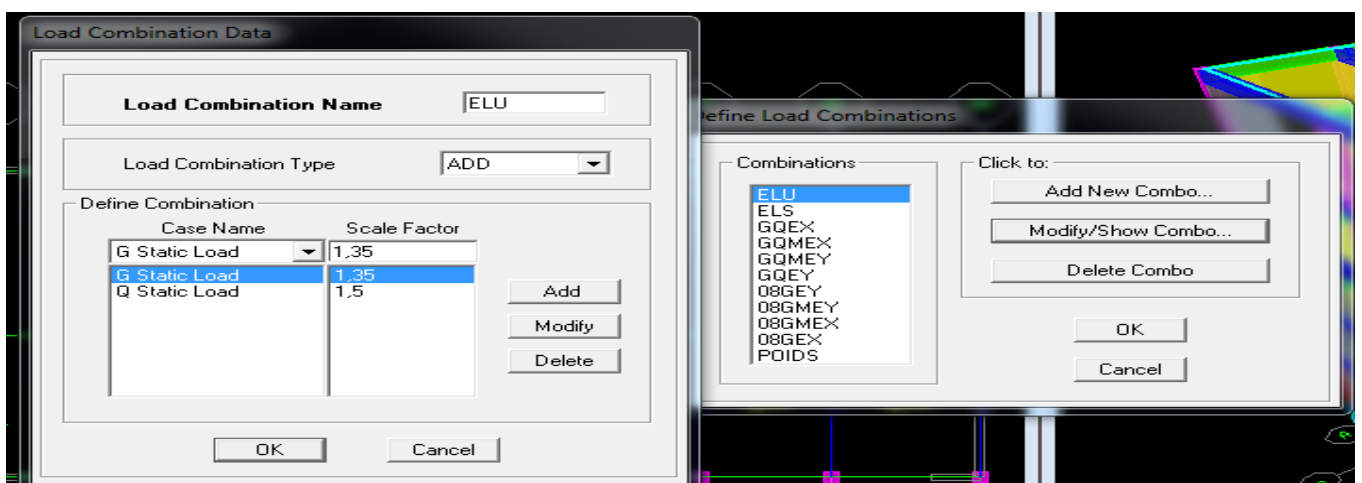 Load Combination Data
Load Combination Name ELU
Load Combination Type ADD
Define Combination
Case Name Scale Factor
G Static Load 1,35
G Static Load 1,35
Q Static Load 1,5
Add
Modify
Delete
OK Cancel
efine Load Combinations
Combinations
ELU
ELS
GQEX
GQMEX
GQMEY
GQEY
08GEY
08GMEY
08GMEX
08GEX
POIDS
Click to:
Add New Combo...
Modify/Show Combo...
Delete Combo
OK
Cancel